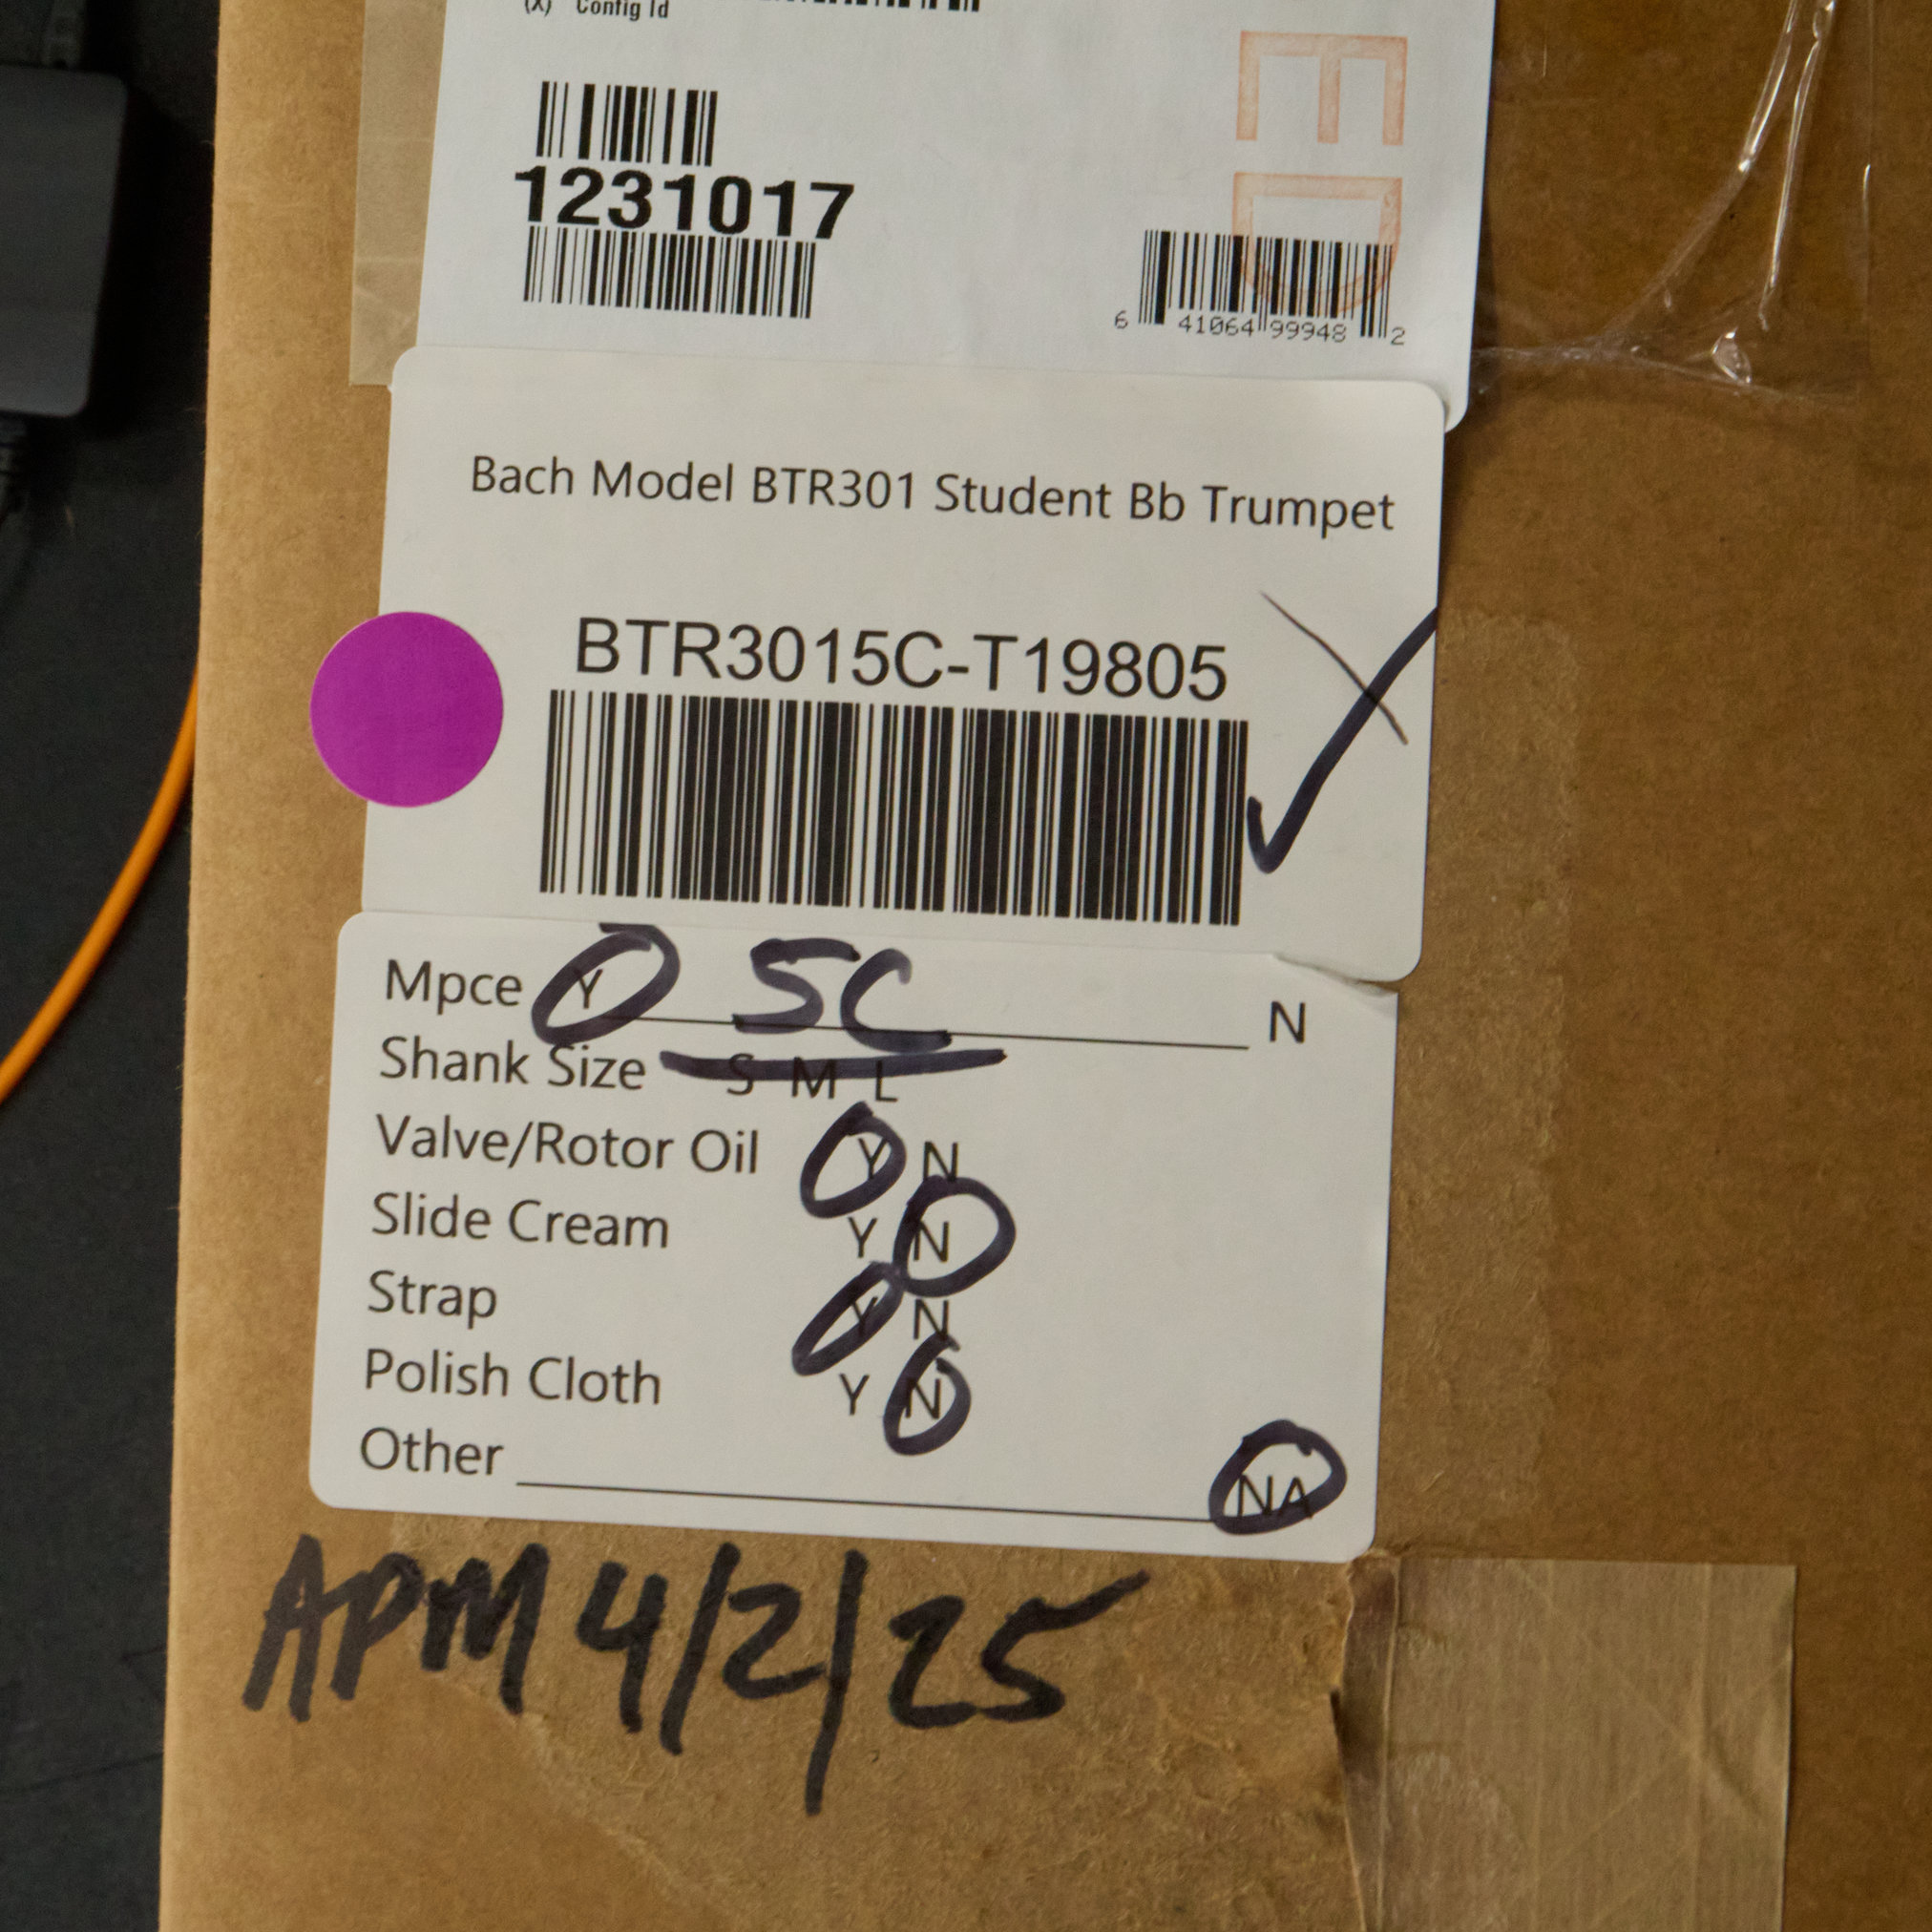 (X) Config Id
1231017
6 41064 99948 2
ED
Bach Model BTR301 Student Bb Trumpet
BTR3015C-T19805
Mpce Y 5C N
Shank Size S M L
Valve/Rotor Oil Y N
Slide Cream Y N
Strap Y N
Polish Cloth Y N
Other NA
APM 4/2/25